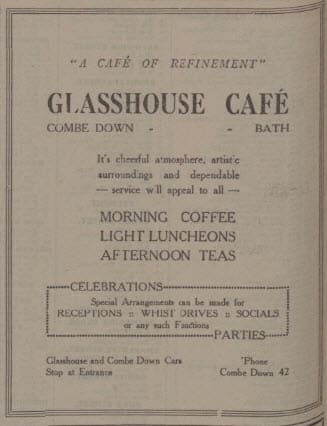 "A CAFÉ OF REFINEMENT"
GLASSHOUSE CAFÉ
COMBE DOWN - - BATH
It's cheerful atmosphere, artistic
surroundings and dependable
— service will appeal to all —
MORNING COFFEE
LIGHT LUNCHEONS
AFTERNOON TEAS
CELEBRATIONS
Special Arrangements can be made for
RECEPTIONS :: WHIST DRIVES :: SOCIALS
or any such Functions
PARTIES
Glasshouse and Combe Down Cars
Stop at Entrance
'Phone
Combe Down 42